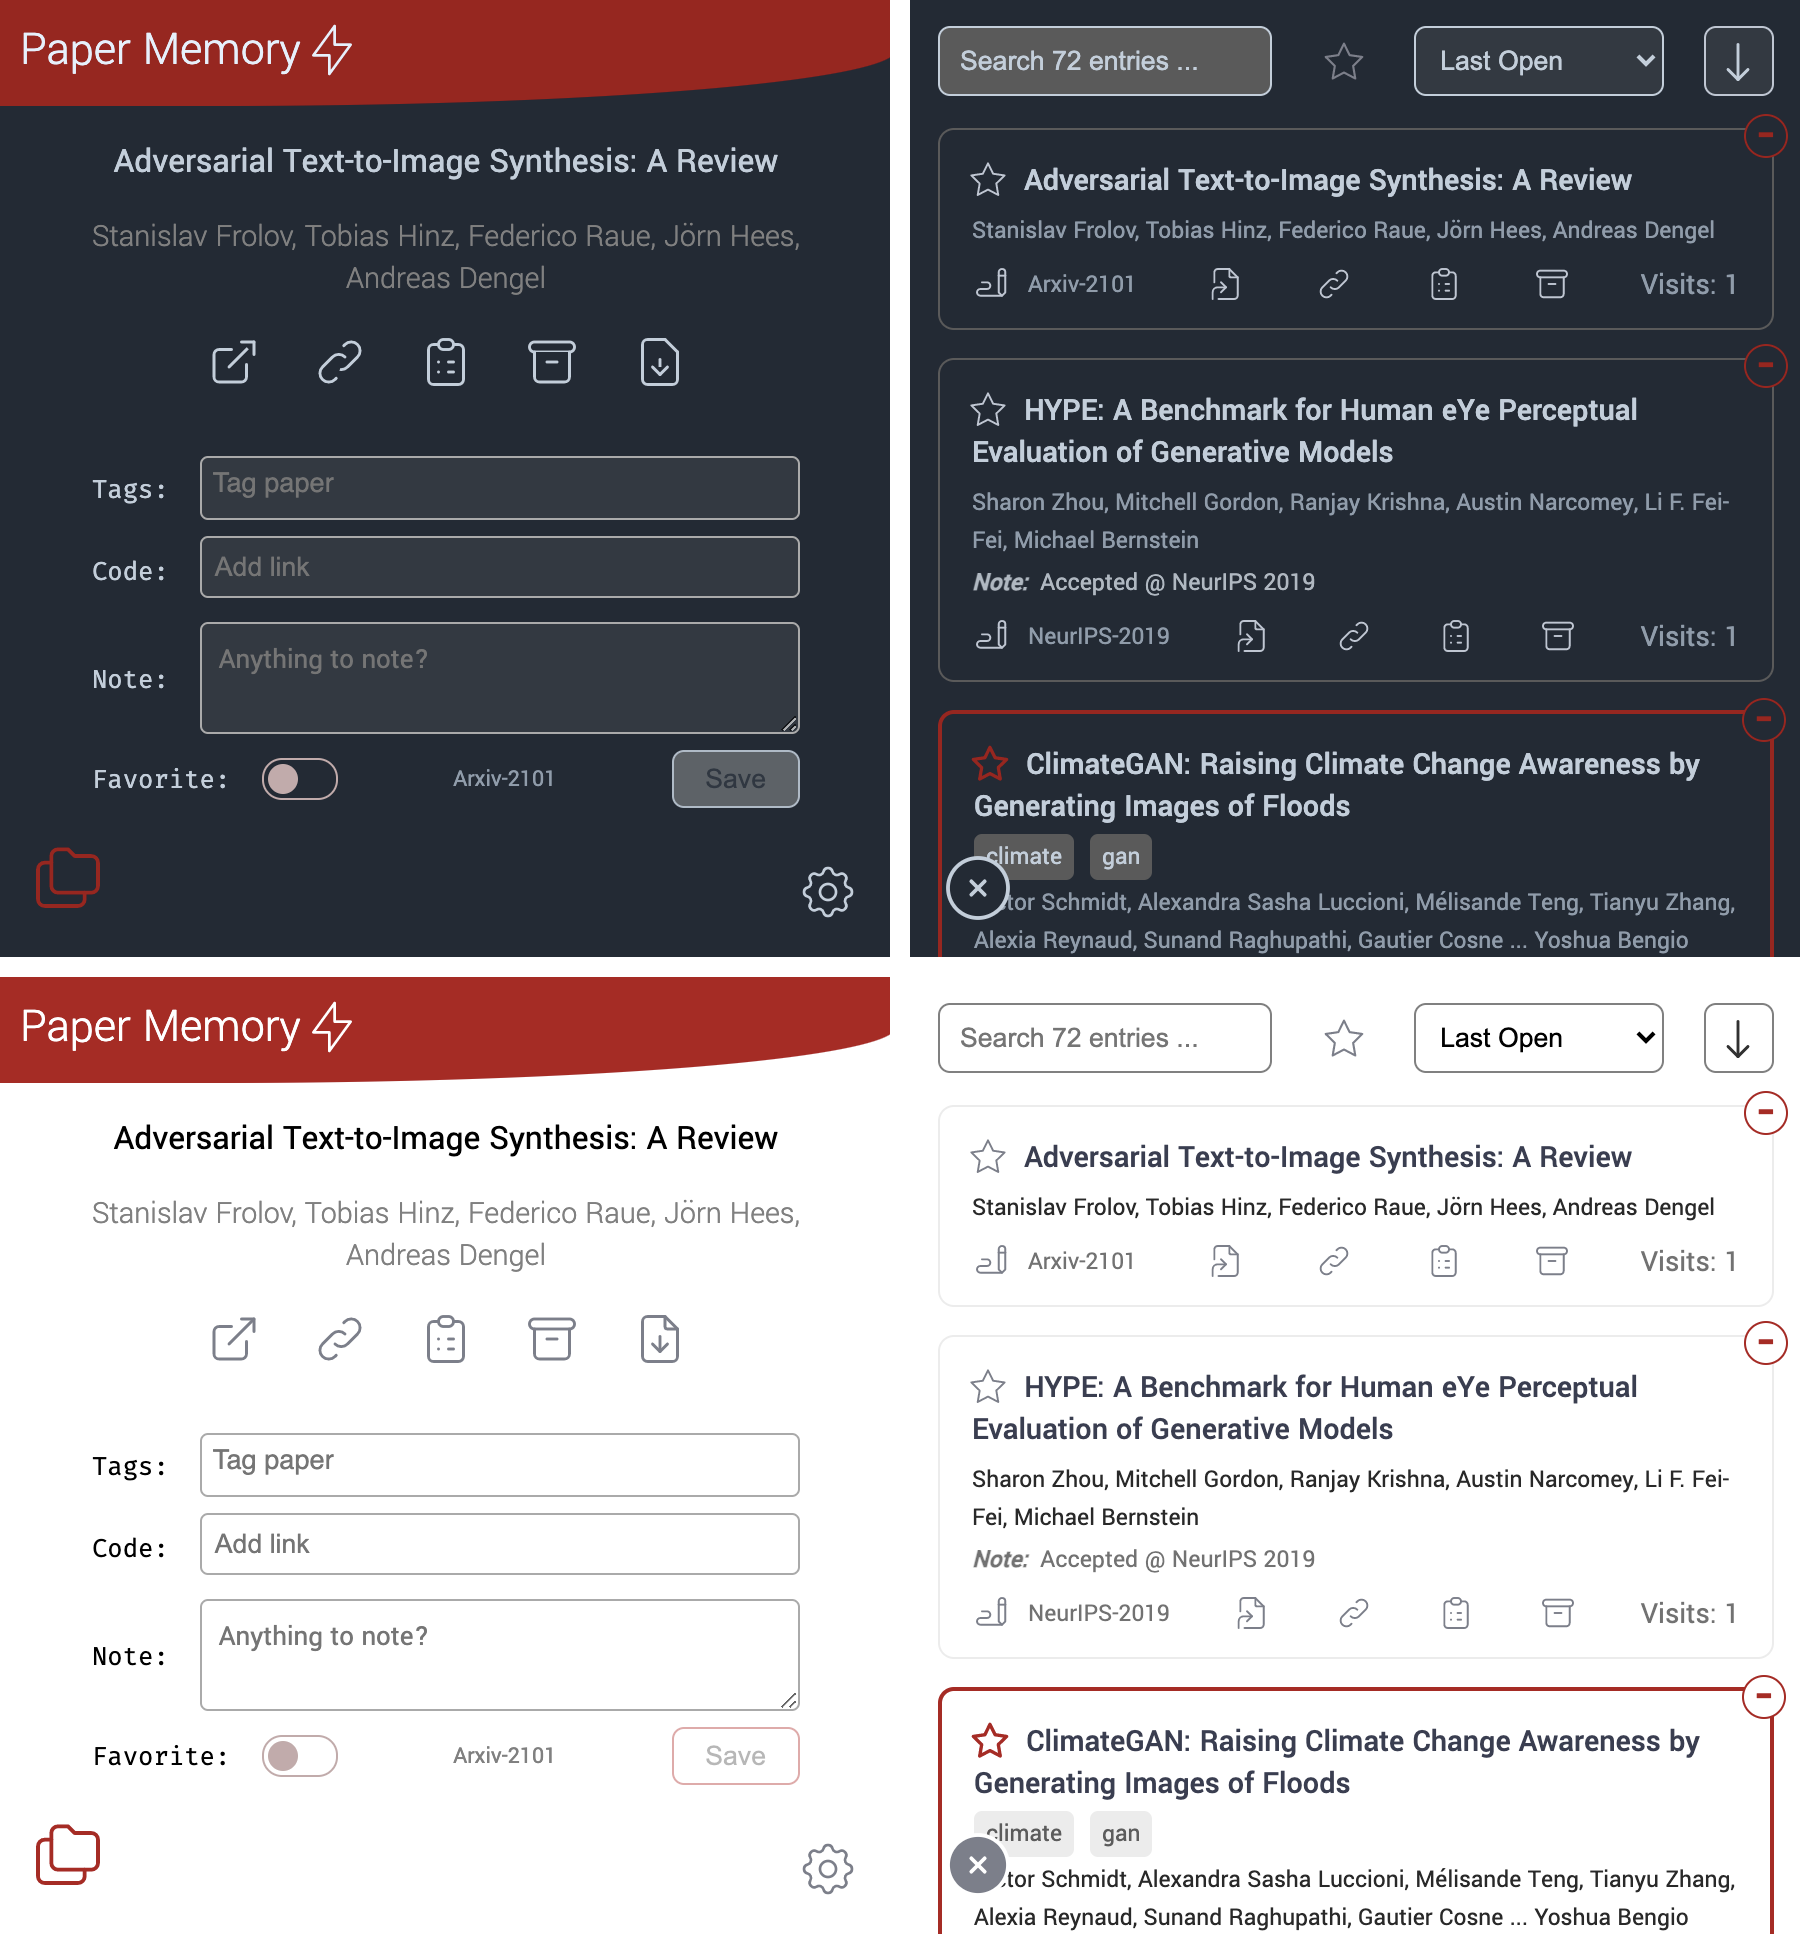 Paper Memory
Adversarial Text-to-Image Synthesis: A Review
Stanislav Frolov, Tobias Hinz, Federico Raue, Jörn Hees,
Andreas Dengel
Tags:
Tag paper
Code:
Add link
Note:
Anything to note?
Favorite:
Arxiv-2101
Save
Search 72 entries ...
Last Open
Adversarial Text-to-Image Synthesis: A Review
Stanislav Frolov, Tobias Hinz, Federico Raue, Jörn Hees, Andreas Dengel
Arxiv-2101
Visits: 1
HYPE: A Benchmark for Human eYe Perceptual
Evaluation of Generative Models
Sharon Zhou, Mitchell Gordon, Ranjay Krishna, Austin Narcomey, Li F. Fei-
Fei, Michael Bernstein
Note: Accepted @ NeurIPS 2019
NeurIPS-2019
Visits: 1
ClimateGAN: Raising Climate Change Awareness by
Generating Images of Floods
climate
gan
Schmidt, Alexandra Sasha Luccioni, Mélisande Teng, Tianyu Zhang,
Alexia Reynaud, Sunand Raghupathi, Gautier Cosne ... Yoshua Bengio
Paper Memory
Adversarial Text-to-Image Synthesis: A Review
Stanislav Frolov, Tobias Hinz, Federico Raue, Jörn Hees,
Andreas Dengel
Tags:
Tag paper
Code:
Add link
Note:
Anything to note?
Favorite:
Arxiv-2101
Save
Search 72 entries ...
Last Open
Adversarial Text-to-Image Synthesis: A Review
Stanislav Frolov, Tobias Hinz, Federico Raue, Jörn Hees, Andreas Dengel
Arxiv-2101
Visits: 1
HYPE: A Benchmark for Human eYe Perceptual
Evaluation of Generative Models
Sharon Zhou, Mitchell Gordon, Ranjay Krishna, Austin Narcomey, Li F. Fei-
Fei, Michael Bernstein
Note: Accepted @ NeurIPS 2019
NeurIPS-2019
Visits: 1
ClimateGAN: Raising Climate Change Awareness by
Generating Images of Floods
climate
gan
Schmidt, Alexandra Sasha Luccioni, Mélisande Teng, Tianyu Zhang,
Alexia Reynaud, Sunand Raghupathi, Gautier Cosne ... Yoshua Bengio